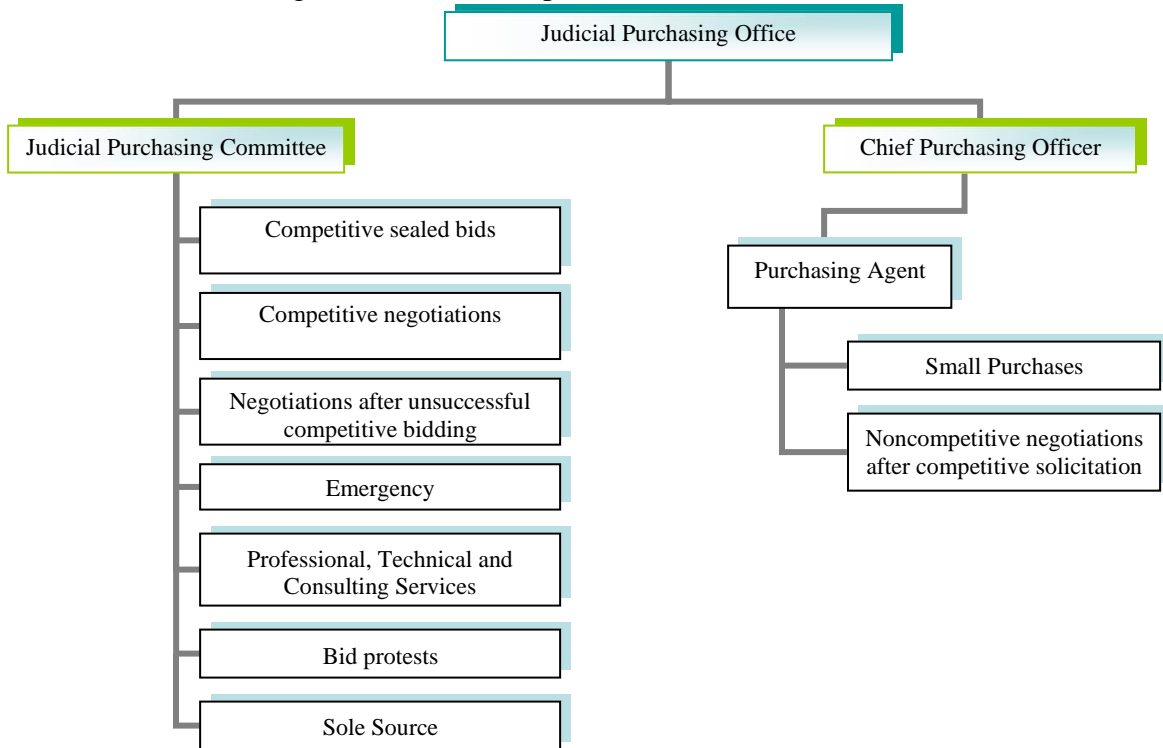 Judicial Purchasing Office
Judicial Purchasing Committee
Chief Purchasing Officer
Competitive sealed bids
Competitive negotiations
Negotiations after unsuccessful
competitive bidding
Emergency
Professional, Technical and
Consulting Services
Bid protests
Sole Source
Purchasing Agent
Small Purchases
Noncompetitive negotiations
after competitive solicitation